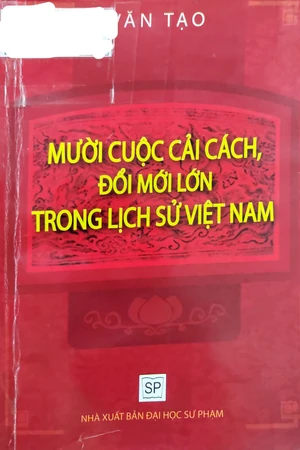 VĂN TẠO
MƯỜI CUỘC CẢI CÁCH,
ĐỔI MỚI LỚN
TRONG LỊCH SỬ VIỆT NAM
SP
NHÀ XUẤT BẢN ĐẠI HỌC SƯ PHẠM